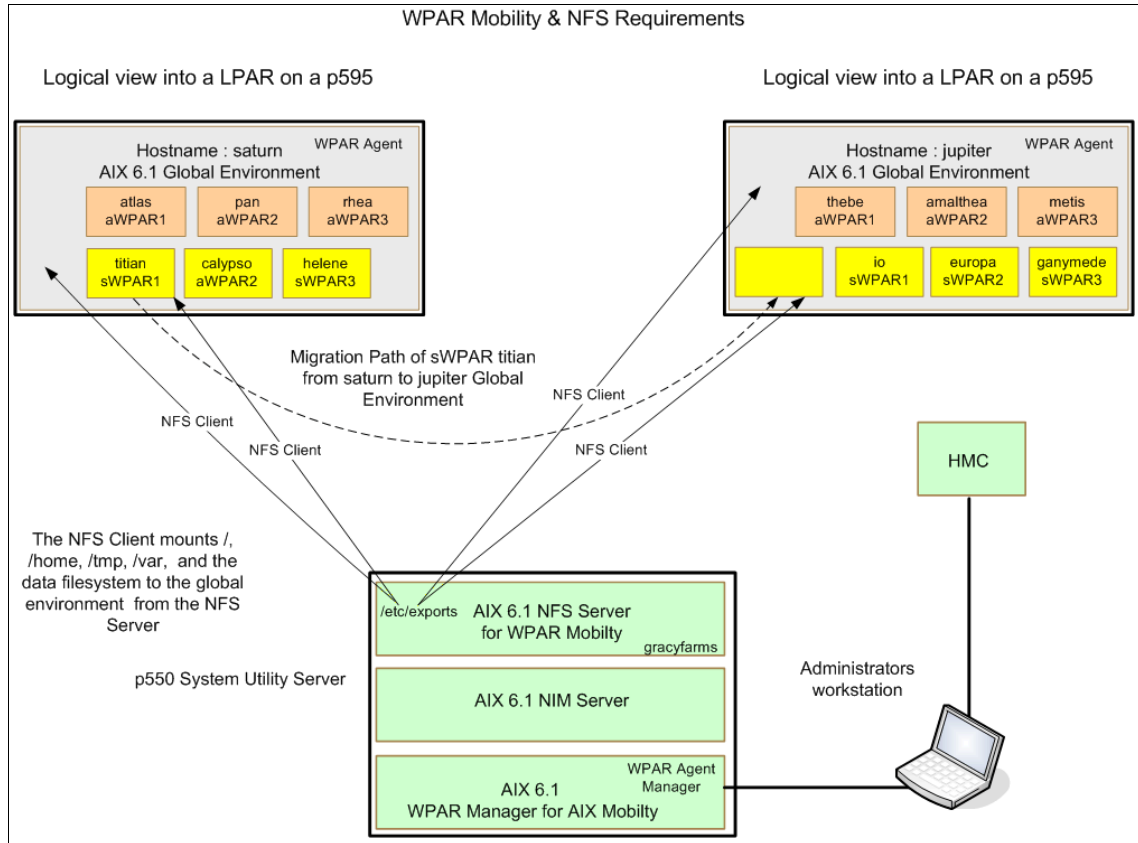 WPAR Mobility & NFS Requirements
Logical view into a LPAR on a p595
Logical view into a LPAR on a p595
WPAR Agent
Hostname : saturn
AIX 6.1 Global Environment
atlas
aWPAR1
pan
aWPAR2
rhea
aWPAR3
titian
sWPAR1
calypso
aWPAR2
helene
sWPAR3
WPAR Agent
Hostname : jupiter
AIX 6.1 Global Environment
thebe
aWPAR1
amalthea
aWPAR2
metis
aWPAR3
io
sWPAR1
europa
sWPAR2
ganymede
sWPAR3
Migration Path of sWPAR titian
from saturn to jupiter Global
Environment
NFS Client
NFS Client
NFS Client
NFS Client
HMC
The NFS Client mounts /,
/home, /tmp, /var, and the
data filesystem to the global
environment from the NFS
Server
p550 System Utility Server
/etc/exports
AIX 6.1 NFS Server
for WPAR Mobilty
gracyfarms
AIX 6.1 NIM Server
WPAR Agent
Manager
AIX 6.1
WPAR Manager for AIX Mobilty
Administrators
workstation